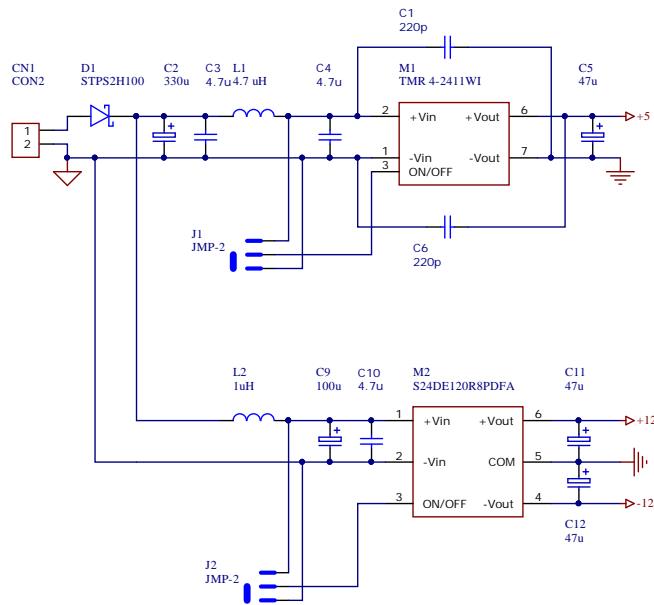 C1
220p
CN1
CON2
D1
STPS2H100
C2
330u
C3
4.7u
L1
4.7 uH
C4
4.7u
M1
TMR 4-2411WI
C5
47u
1
2
+
2
+Vin
+Vout
6
+
+5
1
-Vin
-Vout
7
3
ON/OFF
J1
JMP-2
C6
220p
L2
1uH
C9
100u
C10
4.7u
M2
S24DE120R8PDFA
C11
47u
+
1
+Vin
+Vout
6
+
+12
2
-Vin
COM
5
+
3
ON/OFF
-Vout
4
-12
C12
47u
J2
JMP-2